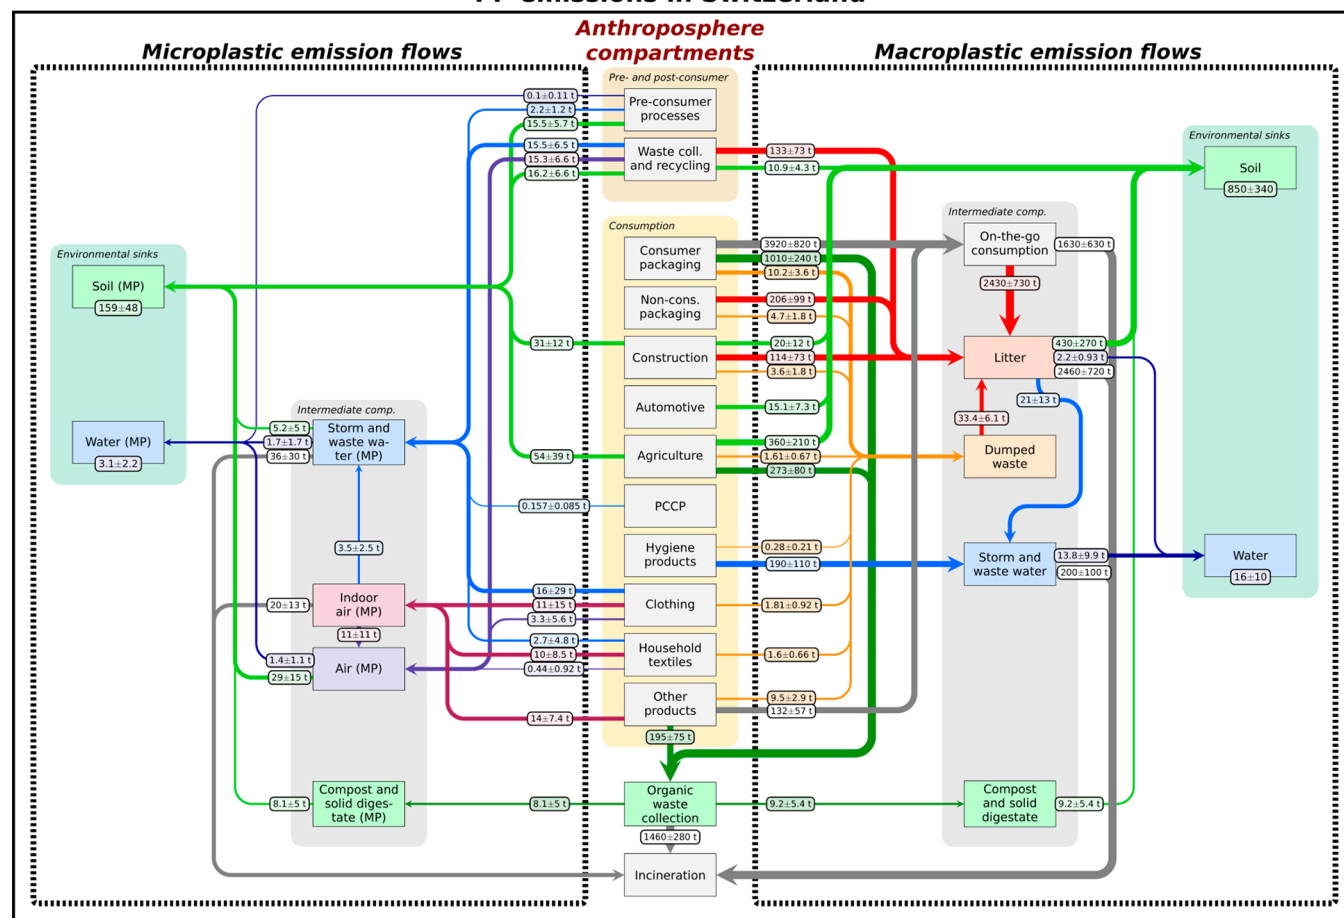 Microplastic emission flows
Anthroposphere
compartments
Macroplastic emission flows
Pre- and post-consumer
Pre-consumer
processes
0.1±0.11 t
2.2±1.2 t
15.5±5.7 t
Waste coll.
and recycling
15.5±6.5 t
15.3±6.6 t
16.2±6.6 t
133±73 t
10.9±4.3 t
Environmental sinks
Soil
850±340
Intermediate comp.
On-the-go
consumption
1630±630 t
2430±730 t
Consumption
Consumer
packaging
3920±820 t
1010±240 t
10.2±3.6 t
Environmental sinks
Soil (MP)
159±48
Non-cons.
packaging
206±99 t
4.7±1.8 t
31±12 t
Construction
20±12 t
114±73 t
3.6±1.8 t
Litter
430±270 t
2.2±0.93 t
2460±720 t
21±13 t
33.4±6.1 t
Automotive
15.1±7.3 t
Intermediate comp.
Storm and
waste wa-
ter (MP)
5.2±5 t
1.7±1.7 t
36±30 t
Water (MP)
3.1±2.2
54±39 t
Agriculture
360±210 t
1.61±0.67 t
273±80 t
Dumped
waste
0.157±0.085 t
PCCP
3.5±2.5 t
Hygiene
products
0.28±0.21 t
190±110 t
Storm and
waste water
13.8±9.9 t
200±100 t
Water
16±10
Indoor
air (MP)
20±13 t
11±11 t
16±29 t
11±15 t
3.3±5.6 t
Clothing
1.81±0.92 t
Air (MP)
1.4±1.1 t
29±15 t
2.7±4.8 t
10±8.5 t
0.44±0.92 t
Household
textiles
1.6±0.66 t
14±7.4 t
Other
products
9.5±2.9 t
132±57 t
195±75 t
8.1±5 t
Compost and
solid diges-
tate (MP)
8.1±5 t
Organic
waste
collection
9.2±5.4 t
Compost
and solid
digestate
9.2±5.4 t
1460±280 t
Incineration